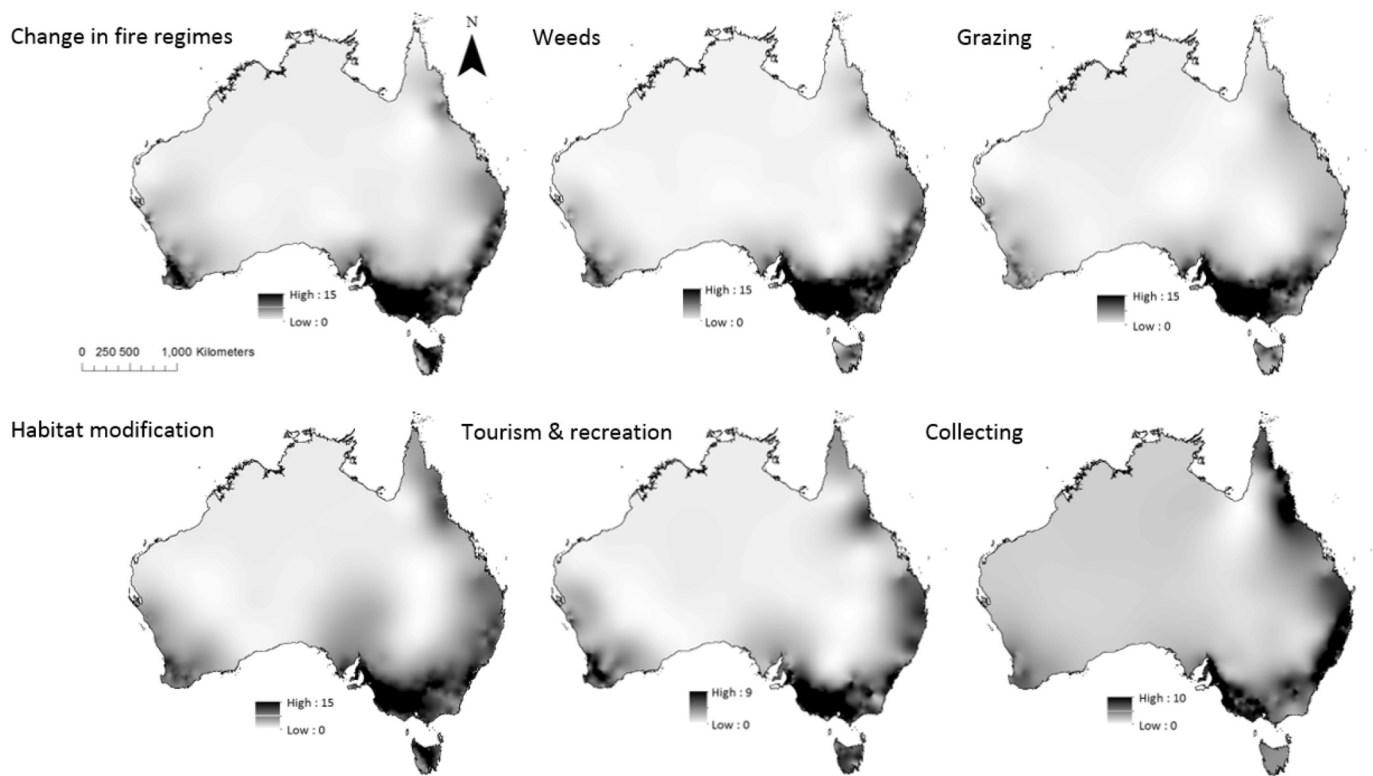 Change in fire regimes
N
Weeds
Grazing
High : 15
Low : 0
High : 15
Low : 0
High : 15
Low : 0
0 250 500 1,000 Kilometers
Habitat modification
Tourism & recreation
Collecting
High : 15
Low : 0
High : 9
Low : 0
High : 10
Low : 0